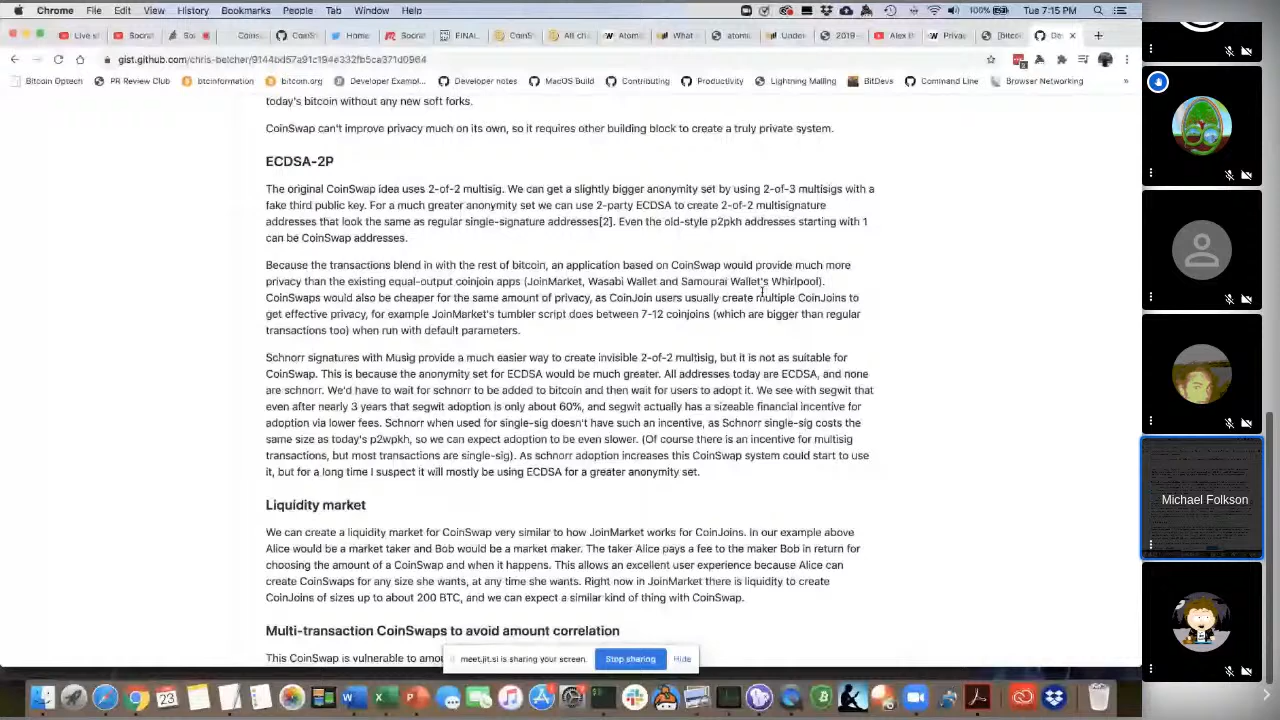 Chrome File Edit View History Bookmarks People Tab Window Help 100% Tue 7:15 PM
Live s Social So Coins CoinS Home Social FINAL CoinS All ch Atomi What atomi Under 2019- Alex B Priva [Bitco De
gist.github.com/chris-belcher/9144bd57a91c194e332fb5ca371d0964
Bitcoin Optech PR Review Club btcinformation bitcoin.org Developer Exampl... Developer notes MacOS Build Contributing Productivity Lightning Mailing BitDevs Command Line Browser Networking »
today's bitcoin without any new soft forks.
CoinSwap can't improve privacy much on its own, so it requires other building block to create a truly private system.
ECDSA-2P
The original CoinSwap idea uses 2-of-2 multisig. We can get a slightly bigger anonymity set by using 2-of-3 multisigs with a
fake third public key. For a much greater anonymity set we can use 2-party ECDSA to create 2-of-2 multisignature
addresses that look the same as regular single-signature addresses[2]. Even the old-style p2pkh addresses starting with 1
can be CoinSwap addresses.
Because the transactions blend in with the rest of bitcoin, an application based on CoinSwap would provide much more
privacy than the existing equal-output coinjoin apps (JoinMarket, Wasabi Wallet and Samourai Wallet's Whirlpool).
CoinSwaps would also be cheaper for the same amount of privacy, as CoinJoin users usually create multiple CoinJoins to
get effective privacy, for example JoinMarket's tumbler script does between 7-12 coinjoins (which are bigger than regular
transactions too) when run with default parameters.
Schnorr signatures with Musig provide a much easier way to create invisible 2-of-2 multisig, but it is not as suitable for
CoinSwap. This is because the anonymity set for ECDSA would be much greater. All addresses today are ECDSA, and none
are schnorr. We'd have to wait for schnorr to be added to bitcoin and then wait for users to adopt it. We see with segwit that
even after nearly 3 years that segwit adoption is only about 60%, and segwit actually has a sizeable financial incentive for
adoption via lower fees. Schnorr when used for single-sig doesn't have such an incentive, as Schnorr single-sig costs the
same size as today's p2wpkh, so we can expect adoption to be even slower. (Of course there is an incentive for multisig
transactions, but most transactions are single-sig). As schnorr adoption increases this CoinSwap system could start to use
it, but for a long time I suspect it will mostly be using ECDSA for a greater anonymity set.
Liquidity market
We can create a liquidity market for CoinSwap very similar to how JoinMarket works for CoinJoins. In our example above
Alice would be a market taker and Bob would be a market maker. The taker Alice pays a fee to the maker Bob in return for
choosing the amount of a CoinSwap and when it happens. This allows an excellent user experience because Alice can
create CoinSwaps for any size she wants, at any time she wants. Right now in JoinMarket there is liquidity to create
CoinJoins of sizes up to about 200 BTC, and we can expect a similar kind of thing with CoinSwap.
Multi-transaction CoinSwaps to avoid amount correlation
This CoinSwap is vulnerable to amou
meet.jit.si is sharing your screen. Stop sharing Hide
Michael Folkson